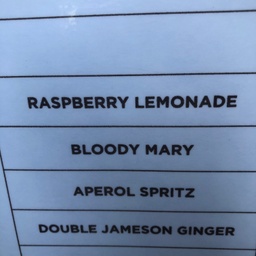 RASPBERRY LEMONADE
BLOODY MARY
APEROL SPRITZ
DOUBLE JAMESON GINGER